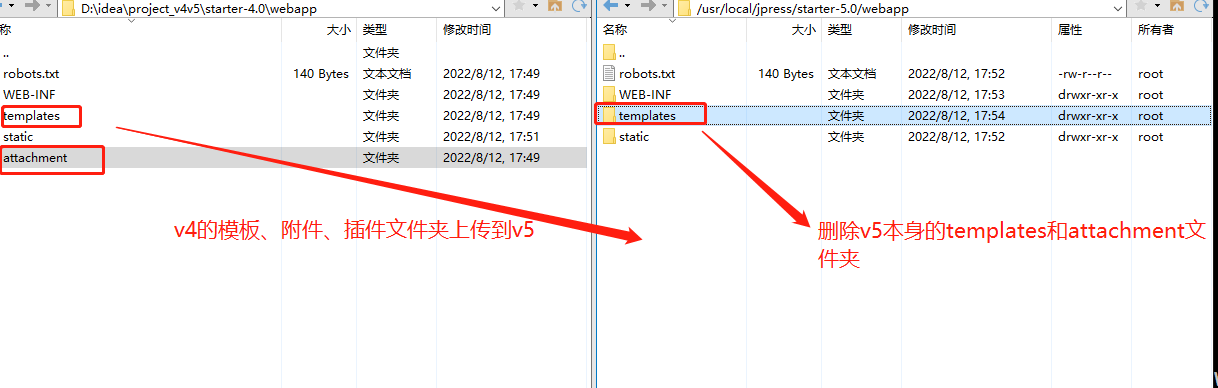 D:\idea\project_v4v5\starter-4.0\webapp
/usr/local/jpress/starter-5.0/webapp
称 大小 类型 修改时间
名称 大小 类型 修改时间 属性 所有者
.. 文件夹
..
robots.txt 140 Bytes 文本文档 2022/8/12, 17:49
robots.txt 140 Bytes 文本文档 2022/8/12, 17:52 -rw-r--r-- root
WEB-INF 文件夹 2022/8/12, 17:49
WEB-INF 文件夹 2022/8/12, 17:53 drwxr-xr-x root
templates 文件夹 2022/8/12, 17:49
templates 文件夹 2022/8/12, 17:54 drwxr-xr-x root
static 文件夹 2022/8/12, 17:51
static 文件夹 2022/8/12, 17:52 drwxr-xr-x root
attachment 文件夹 2022/8/12, 17:49
v4的模板、附件、插件文件夹上传到v5
删除v5本身的templates和attachment文
件夹